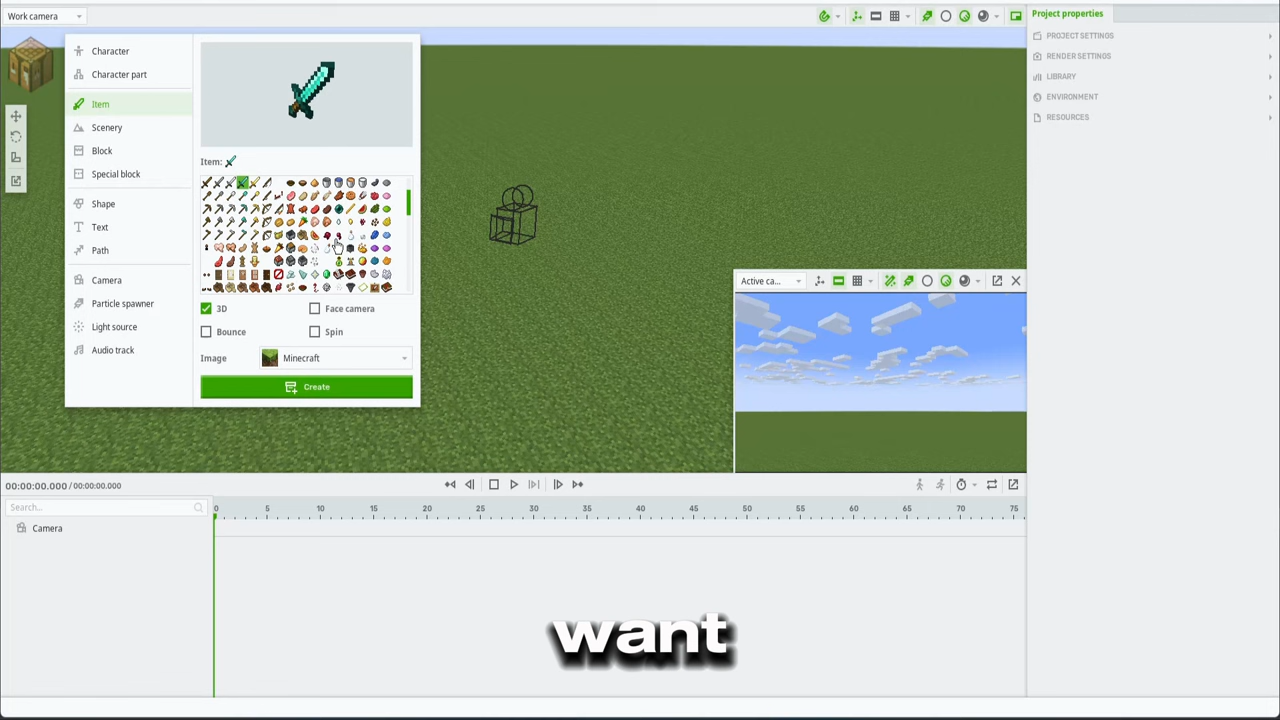 Work camera
Character
Character part
Item
Scenery
Block
Special block
Shape
Text
Path
Camera
Particle spawner
Light source
Audio track
Item:
3D
Face camera
Bounce
Spin
Image
Minecraft
Create
Project properties
PROJECT SETTINGS
RENDER SETTINGS
LIBRARY
ENVIRONMENT
RESOURCES
Active ca...
00:00:00.000 / 00:00:00.000
Search...
Camera
0 5 10 15 20 25 30 35 40 45 50 55 60 65 70 75
want